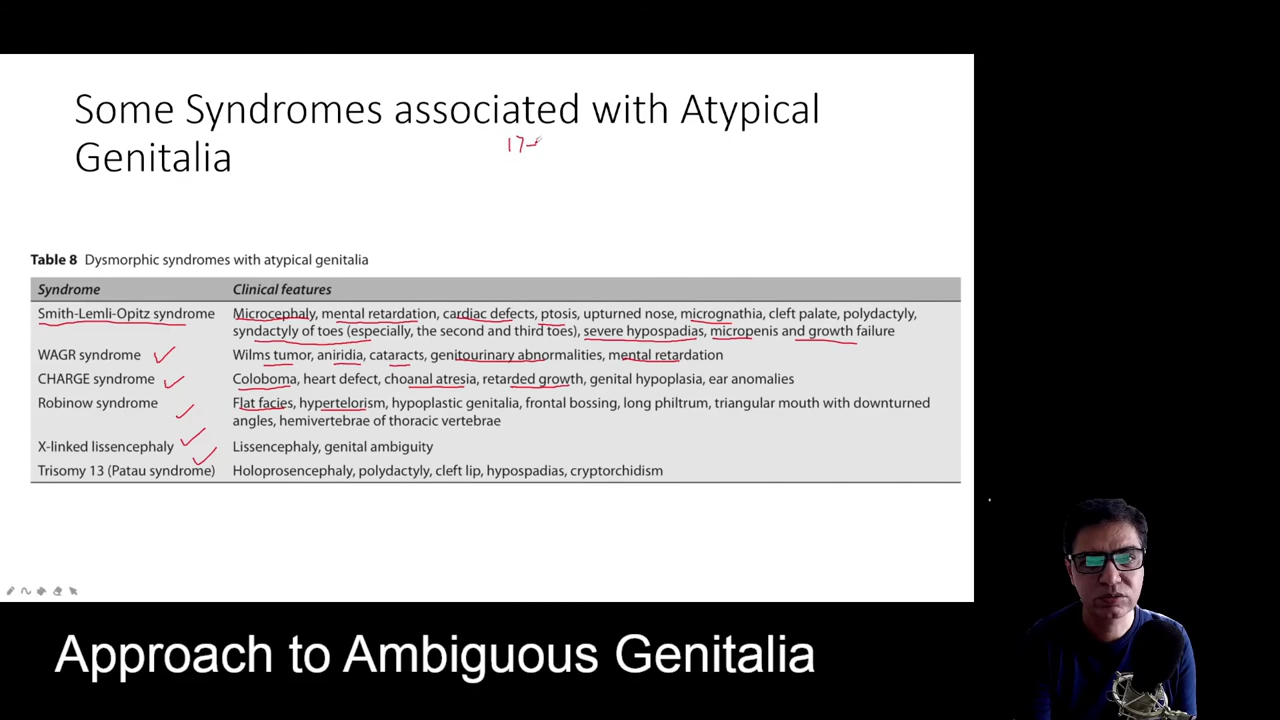 Some Syndromes associated with Atypical
Genitalia
17-
Table 8 Dysmorphic syndromes with atypical genitalia
Syndrome Clinical features
Smith-Lemli-Opitz syndrome Microcephaly, mental retardation, cardiac defects, ptosis, upturned nose, micrognathia, cleft palate, polydactyly,
syndactyly of toes (especially, the second and third toes), severe hypospadias, micropenis and growth failure
WAGR syndrome Wilms tumor, aniridia, cataracts, genitourinary abnormalities, mental retardation
CHARGE syndrome Coloboma, heart defect, choanal atresia, retarded growth, genital hypoplasia, ear anomalies
Robinow syndrome Flat facies, hypertelorism, hypoplastic genitalia, frontal bossing, long philtrum, triangular mouth with downturned
angles, hemivertebrae of thoracic vertebrae
X-linked lissencephaly Lissencephaly, genital ambiguity
Trisomy 13 (Patau syndrome) Holoprosencephaly, polydactyly, cleft lip, hypospadias, cryptorchidism
Approach to Ambiguous Genitalia